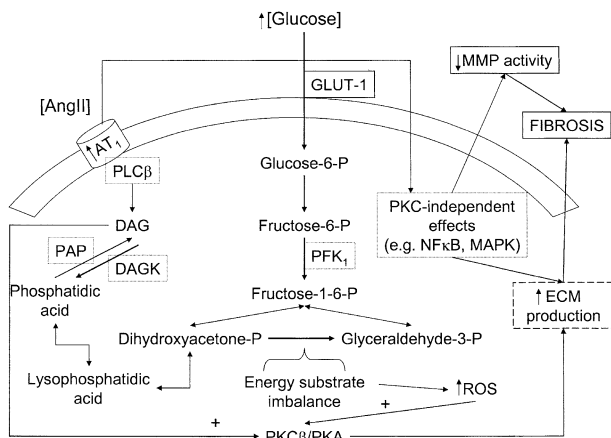 ↑[Glucose]
GLUT-1
[AngII]
↑AT1
PLCβ
DAG
PAP
DAGK
Phosphatidic
acid
Lysophosphatidic
acid
Glucose-6-P
Fructose-6-P
PFK1
Fructose-1-6-P
Dihydroxyacetone-P
Glyceraldehyde-3-P
Energy substrate
imbalance
↑ROS
+
+
PKCβ/PKA
PKC-independent
effects
(e.g. NFκB, MAPK)
↓MMP activity
FIBROSIS
↑ECM
production